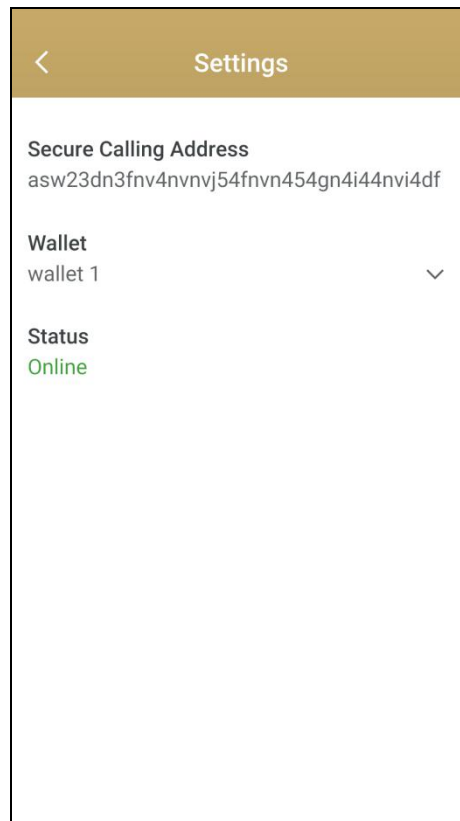 Settings
Secure Calling Address
asw23dn3fnv4nvnvj54fnvn454gn4i44nvi4df
Wallet
wallet 1
Status
Online